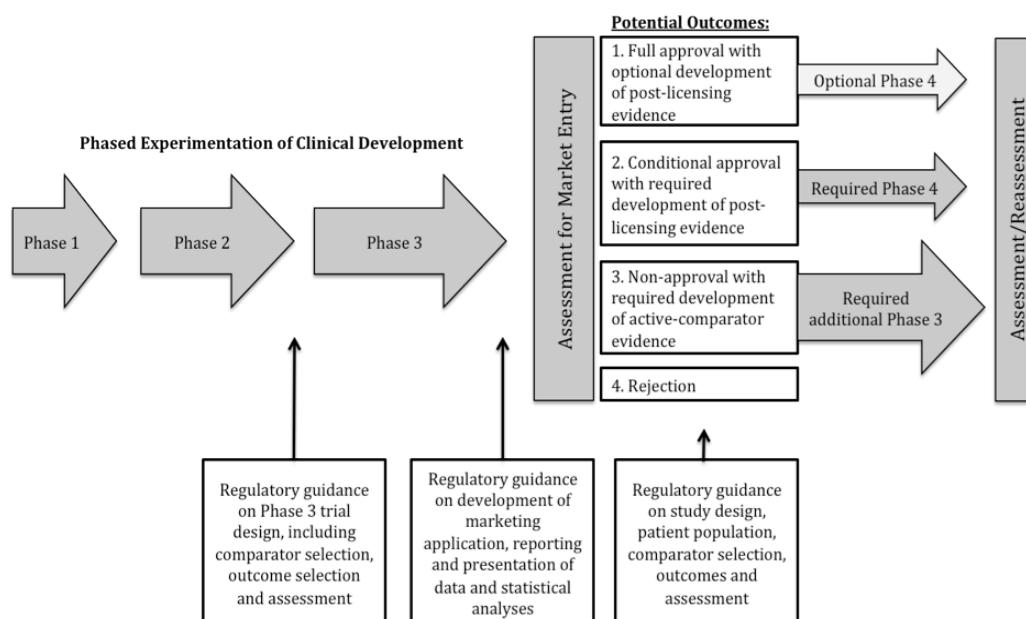 Phased Experimentation of Clinical Development
Phase 1
Phase 2
Phase 3
Assessment for Market Entry
Potential Outcomes:
1. Full approval with
optional development
of post-licensing
evidence
2. Conditional approval
with required
development of post-
licensing evidence
3. Non-approval with
required development
of active-comparator
evidence
4. Rejection
Optional Phase 4
Required Phase 4
Required
additional Phase 3
Assessment/Reassessment
Regulatory guidance
on Phase 3 trial
design, including
comparator selection,
outcome selection
and assessment
Regulatory guidance
on development of
marketing
application, reporting
and presentation of
data and statistical
analyses
Regulatory guidance
on study design,
patient population,
comparator selection,
outcomes and
assessment